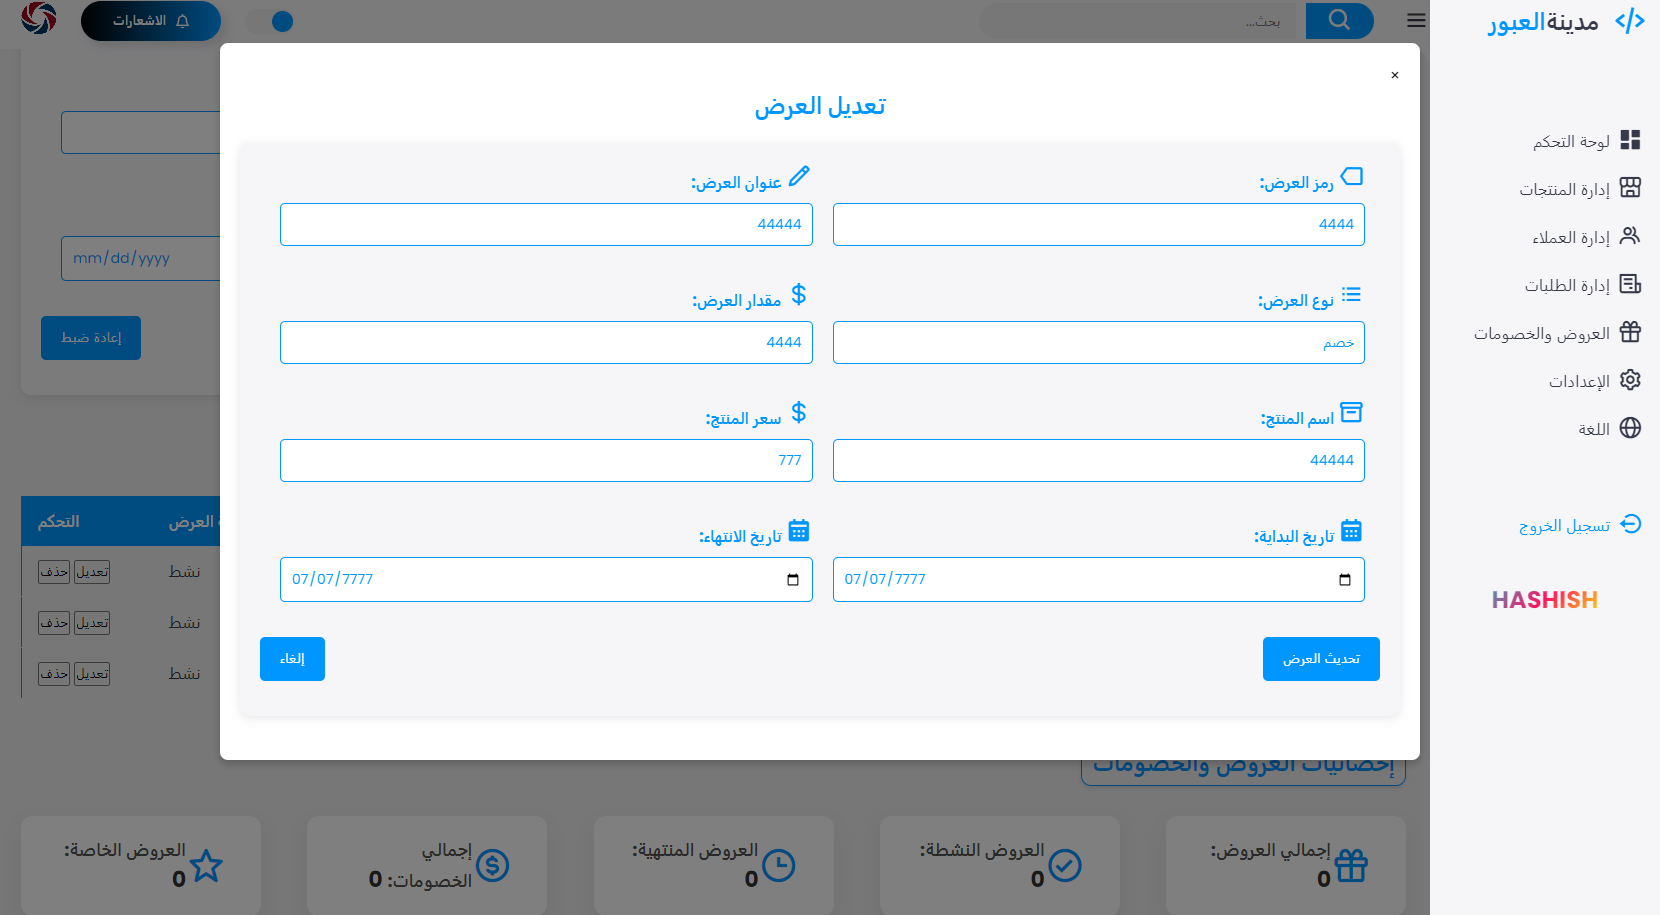 </> مدينةالعبور
لوحة التحكم
إدارة المنتجات
إدارة العملاء
إدارة الطلبات
العروض والخصومات
الإعدادات
اللغة
تسجيل الخروج
HASHISH
بحث...
الاشعارات
×
تعديل العرض
رمز العرض:
4444
عنوان العرض:
44444
نوع العرض:
خصم
مقدار العرض:
4444
اسم المنتج:
44444
سعر المنتج:
777
تاريخ البداية:
07/07/7777
تاريخ الانتهاء:
07/07/7777
تحديث العرض
إلغاء
mm/dd/yyyy
إعادة ضبط
العرض
التحكم
نشط
تعديل
حذف
نشط
تعديل
حذف
نشط
تعديل
حذف
إحصائيات العروض والخصومات
إجمالي العروض:
0
العروض النشطة:
0
العروض المنتهية:
0
إجمالي
الخصومات: 0
العروض الخاصة:
0